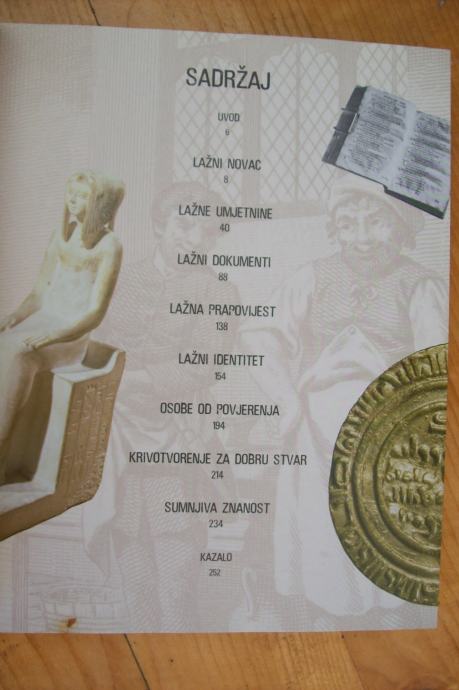 SADRŽAJ
UVOD
6
LAŽNI NOVAC
8
LAŽNE UMJETNINE
40
LAŽNI DOKUMENTI
88
LAŽNA PRAPOVIJEST
138
LAŽNI IDENTITET
154
OSOBE OD POVJERENJA
194
KRIVOTVORENJE ZA DOBRU STVAR
214
SUMNJIVA ZNANOST
234
KAZALO
252